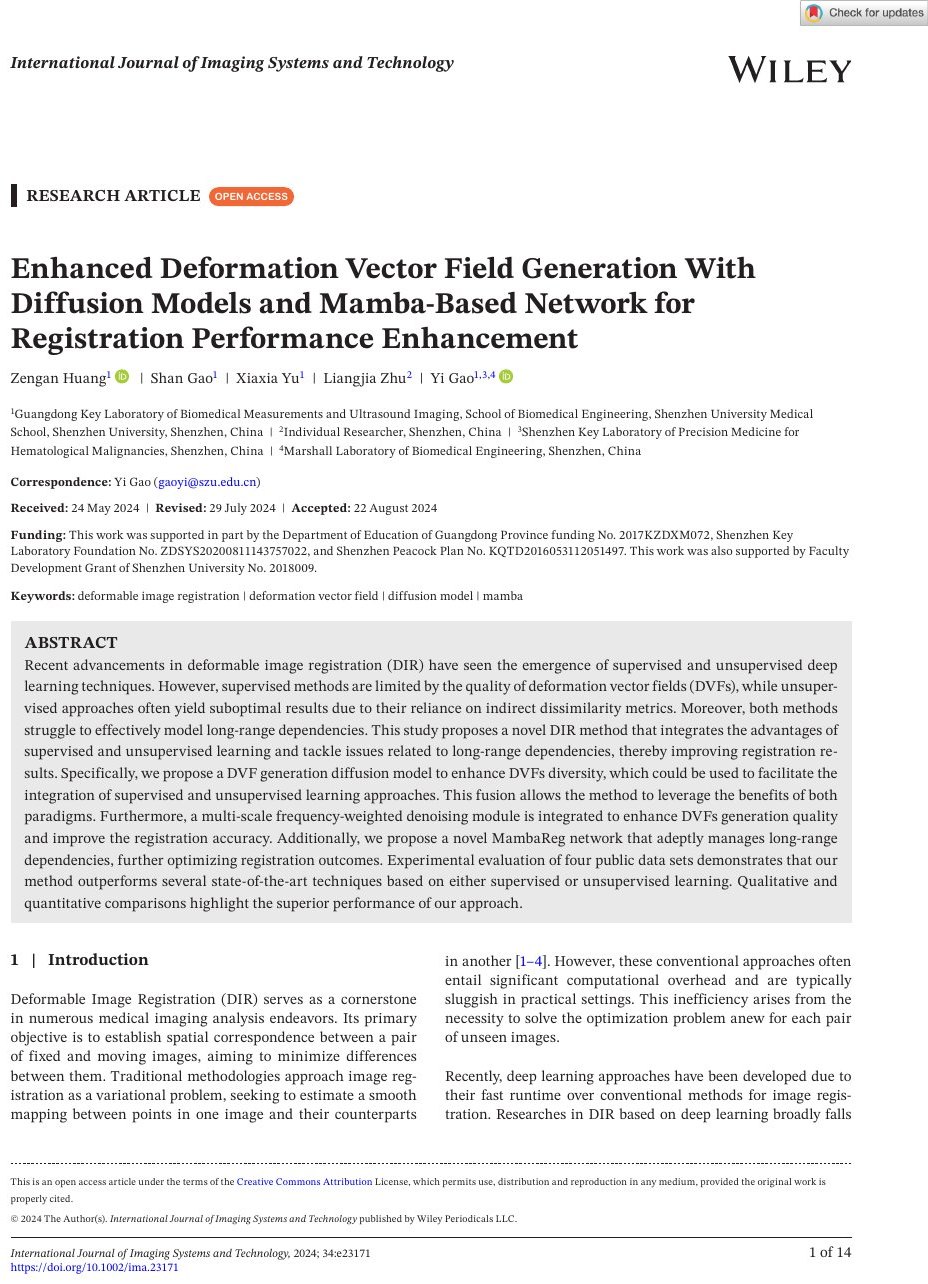 Check for updates
International Journal of Imaging Systems and Technology
WILEY
RESEARCH ARTICLE OPEN ACCESS
Enhanced Deformation Vector Field Generation With
Diffusion Models and Mamba-Based Network for
Registration Performance Enhancement
Zengan Huang1 iD | Shan Gao1 | Xiaxia Yu1 | Liangjia Zhu2 | Yi Gao1,3,4 iD
1Guangdong Key Laboratory of Biomedical Measurements and Ultrasound Imaging, School of Biomedical Engineering, Shenzhen University Medical
School, Shenzhen University, Shenzhen, China | 2Individual Researcher, Shenzhen, China | 3Shenzhen Key Laboratory of Precision Medicine for
Hematological Malignancies, Shenzhen, China | 4Marshall Laboratory of Biomedical Engineering, Shenzhen, China
Correspondence: Yi Gao (gaoyi@szu.edu.cn)
Received: 24 May 2024 | Revised: 29 July 2024 | Accepted: 22 August 2024
Funding: This work was supported in part by the Department of Education of Guangdong Province funding No. 2017KZDXM072, Shenzhen Key
Laboratory Foundation No. ZDSYS20200811143757022, and Shenzhen Peacock Plan No. KQTD2016053112051497. This work was also supported by Faculty
Development Grant of Shenzhen University No. 2018009.
Keywords: deformable image registration | deformation vector field | diffusion model | mamba
ABSTRACT
Recent advancements in deformable image registration (DIR) have seen the emergence of supervised and unsupervised deep
learning techniques. However, supervised methods are limited by the quality of deformation vector fields (DVFs), while unsuper-
vised approaches often yield suboptimal results due to their reliance on indirect dissimilarity metrics. Moreover, both methods
struggle to effectively model long-range dependencies. This study proposes a novel DIR method that integrates the advantages of
supervised and unsupervised learning and tackle issues related to long-range dependencies, thereby improving registration re-
sults. Specifically, we propose a DVF generation diffusion model to enhance DVFs diversity, which could be used to facilitate the
integration of supervised and unsupervised learning approaches. This fusion allows the method to leverage the benefits of both
paradigms. Furthermore, a multi-scale frequency-weighted denoising module is integrated to enhance DVFs generation quality
and improve the registration accuracy. Additionally, we propose a novel MambaReg network that adeptly manages long-range
dependencies, further optimizing registration outcomes. Experimental evaluation of four public data sets demonstrates that our
method outperforms several state-of-the-art techniques based on either supervised or unsupervised learning. Qualitative and
quantitative comparisons highlight the superior performance of our approach.
1 | Introduction
Deformable Image Registration (DIR) serves as a cornerstone
in numerous medical imaging analysis endeavors. Its primary
objective is to establish spatial correspondence between a pair
of fixed and moving images, aiming to minimize differences
between them. Traditional methodologies approach image reg-
istration as a variational problem, seeking to estimate a smooth
mapping between points in one image and their counterparts
in another [1–4]. However, these conventional approaches often
entail significant computational overhead and are typically
sluggish in practical settings. This inefficiency arises from the
necessity to solve the optimization problem anew for each pair
of unseen images.
Recently, deep learning approaches have been developed due to
their fast runtime over conventional methods for image regis-
tration. Researches in DIR based on deep learning broadly falls
This is an open access article under the terms of the Creative Commons Attribution License, which permits use, distribution and reproduction in any medium, provided the original work is
properly cited.
© 2024 The Author(s). International Journal of Imaging Systems and Technology published by Wiley Periodicals LLC.
International Journal of Imaging Systems and Technology, 2024; 34:e23171
https://doi.org/10.1002/ima.23171
1 of 14